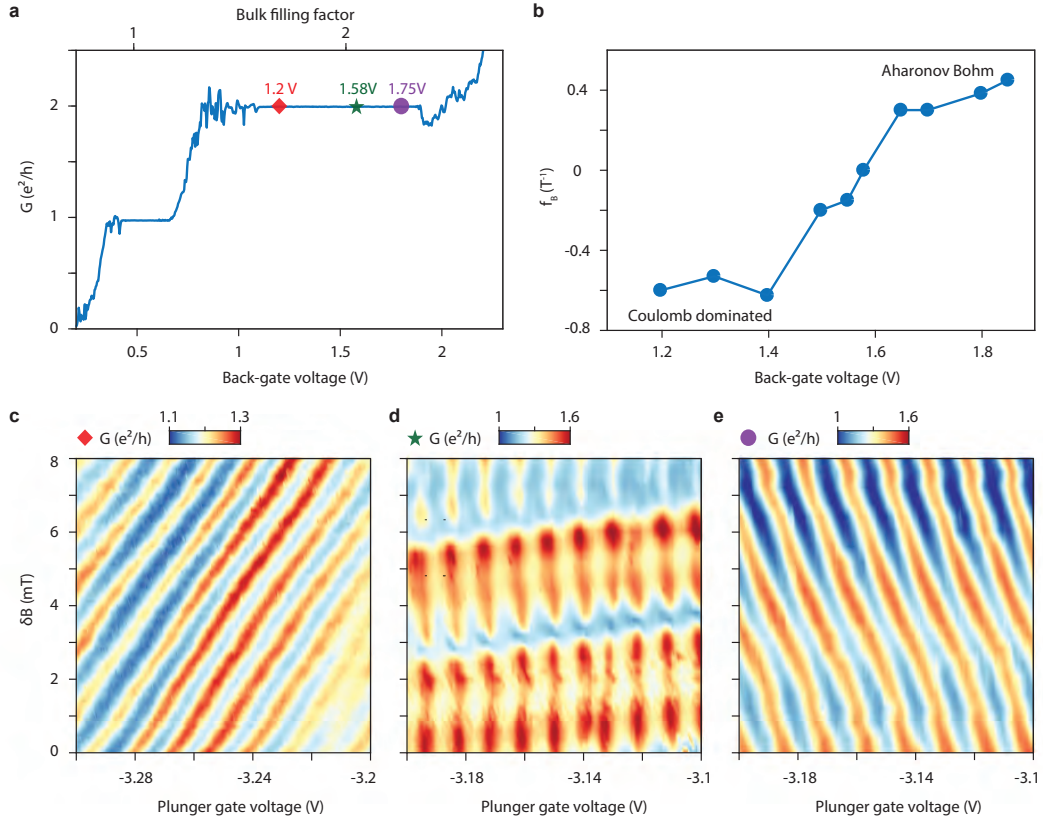 a
Bulk filling factor
1 2
2
1
0
G (e²/h)
1.2 V 1.58V 1.75V
0.5 1 1.5 2
Back-gate voltage (V)
b
0.4
0
-0.4
-0.8
f_B (T⁻¹)
Aharonov Bohm
Coulomb dominated
1.2 1.4 1.6 1.8
Back-gate voltage (V)
c
G (e²/h)
1.1 1.3
8
6
4
2
0
δB (mT)
-3.28 -3.24 -3.2
Plunger gate voltage (V)
d
G (e²/h)
1 1.6
-3.18 -3.14 -3.1
Plunger gate voltage (V)
e
G (e²/h)
1 1.6
-3.18 -3.14 -3.1
Plunger gate voltage (V)